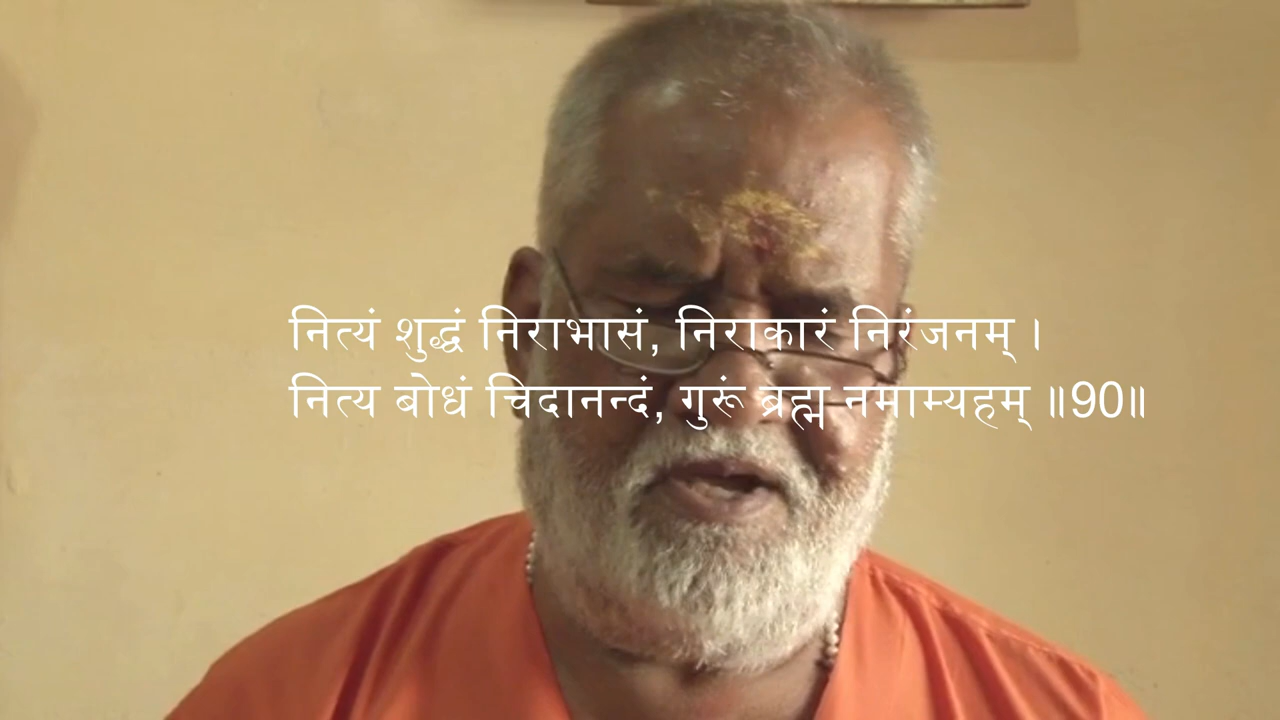 नित्यं शुद्धं निराभासं, निराकारं निरंजनम् ।
नित्य बोधं चिदानन्दं, गुरूं ब्रह्म नमाम्यहम् ॥90॥